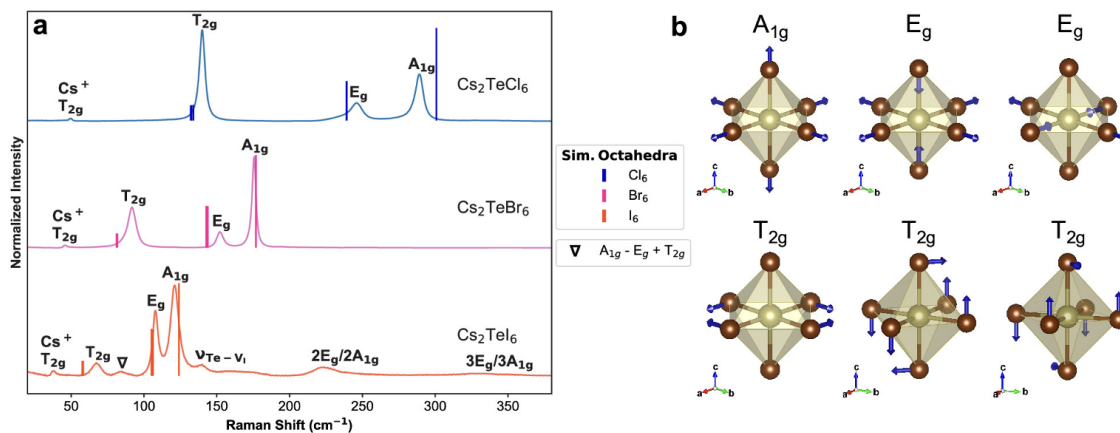 a
T2g
Cs+
T2g
Eg
A1g
Cs2TeCl6
Cs+
T2g
T2g
Eg
A1g
Cs2TeBr6
Cs+
T2g
T2g
∇
Eg
A1g
νTe – VI
2Eg/2A1g
3Eg/3A1g
Cs2TeI6
Normalized Intensity
50 100 150 200 250 300 350
Raman Shift (cm−1)
Sim. Octahedra
Cl6
Br6
I6
∇ A1g - Eg + T2g
b
A1g Eg Eg
c a b c a b c a b
T2g T2g T2g
c a b c a b c a b